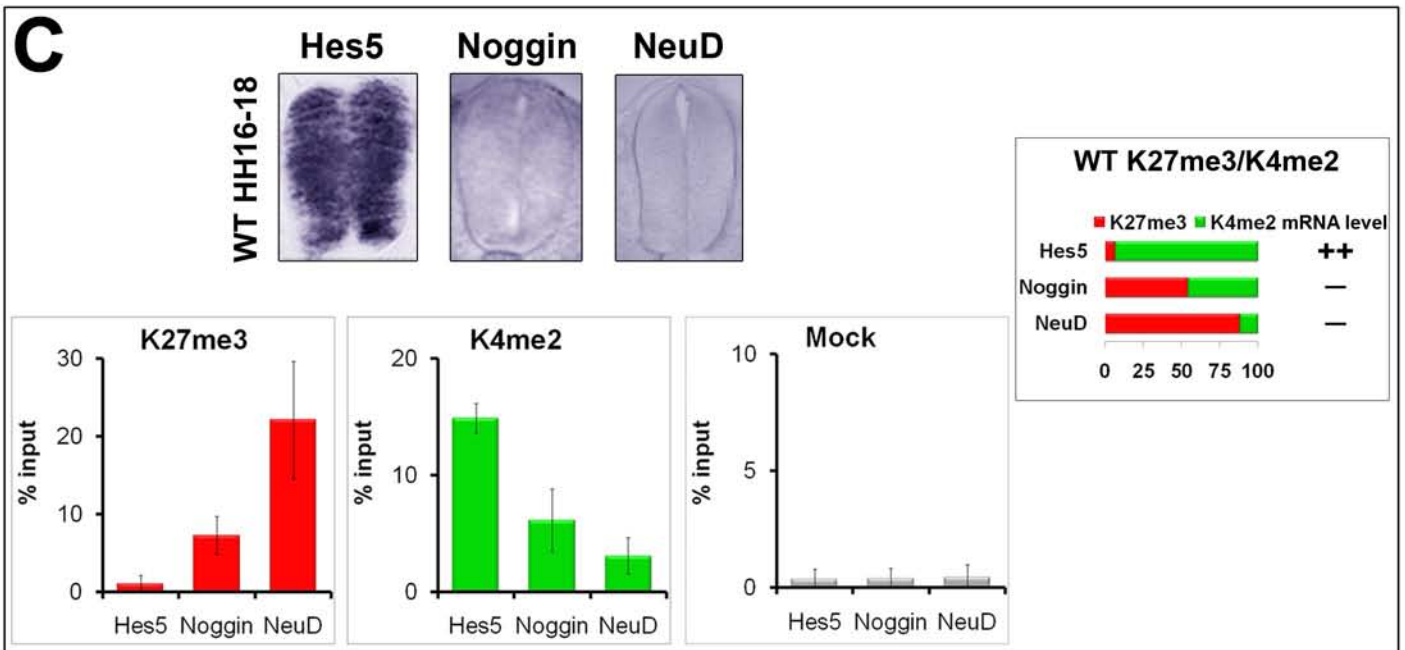 C
Hes5 Noggin NeuD
WT HH16-18
WT K27me3/K4me2
K27me3 K4me2 mRNA level
Hes5 ++
Noggin —
NeuD —
0 25 50 75 100
K27me3
% input
30
20
10
0
Hes5 Noggin NeuD
K4me2
% input
20
10
0
Hes5 Noggin NeuD
Mock
% input
10
5
0
Hes5 Noggin NeuD